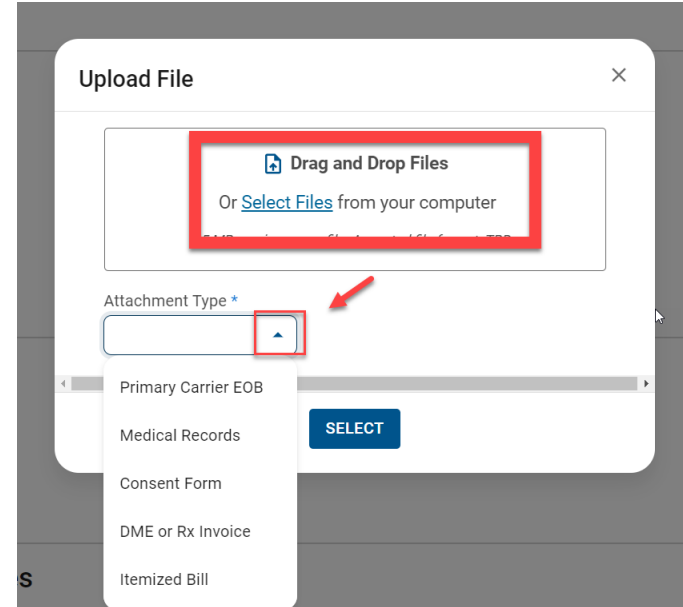 Upload File
Drag and Drop Files
Or Select Files from your computer
Attachment Type *
Primary Carrier EOB
Medical Records
SELECT
Consent Form
DME or Rx Invoice
Itemized Bill